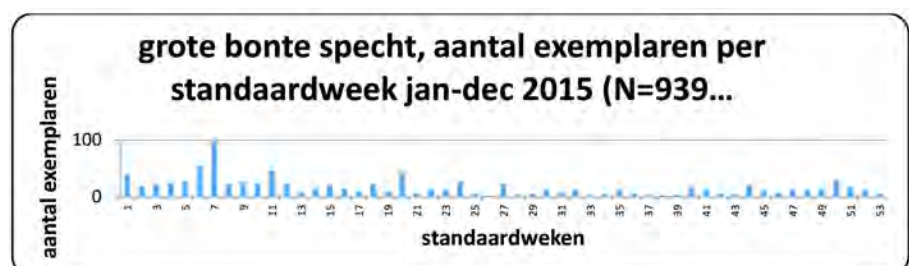 grote bonte specht, aantal exemplaren per
standaardweek jan-dec 2015 (N=939...
aantal exemplaren
100
0
1 3 5 7 9 11 13 15 17 19 21 23 25 27 29 31 33 35 37 39 41 43 45 47 49 51 53
standaardweken